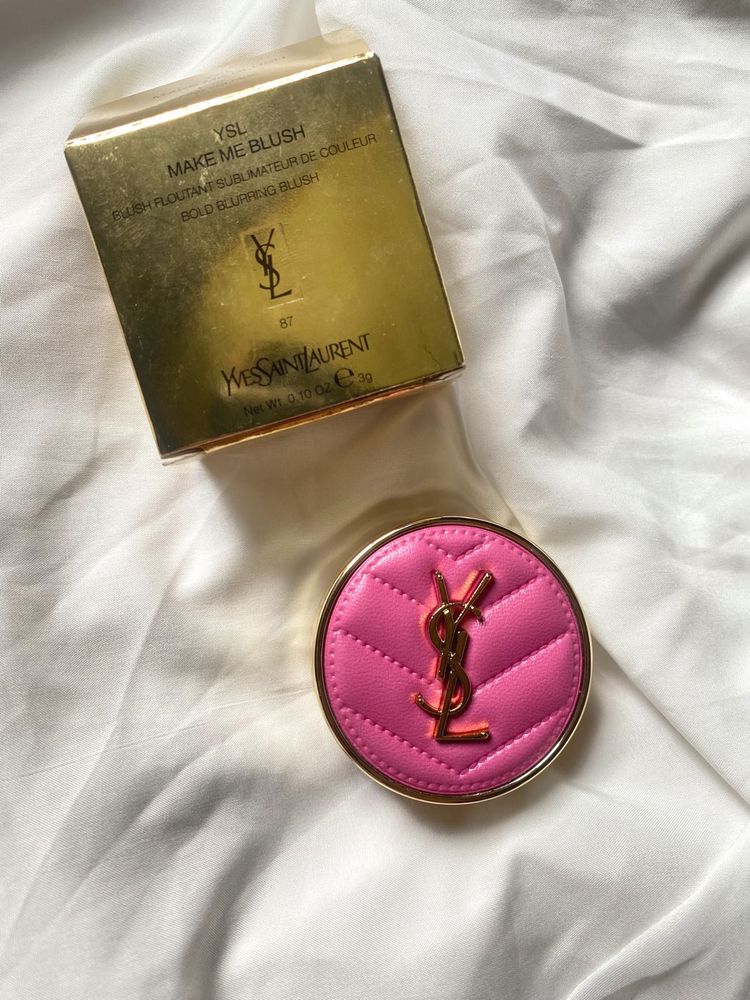 YSL
MAKE ME BLUSH
BLUSH FLOUTANT SUBLIMATEUR DE COULEUR
BOLD BLURRING BLUSH
YSL
87
YVESSAINTLAURENT
Net Wt. 0.10 OZ ℮ 3g
YSL